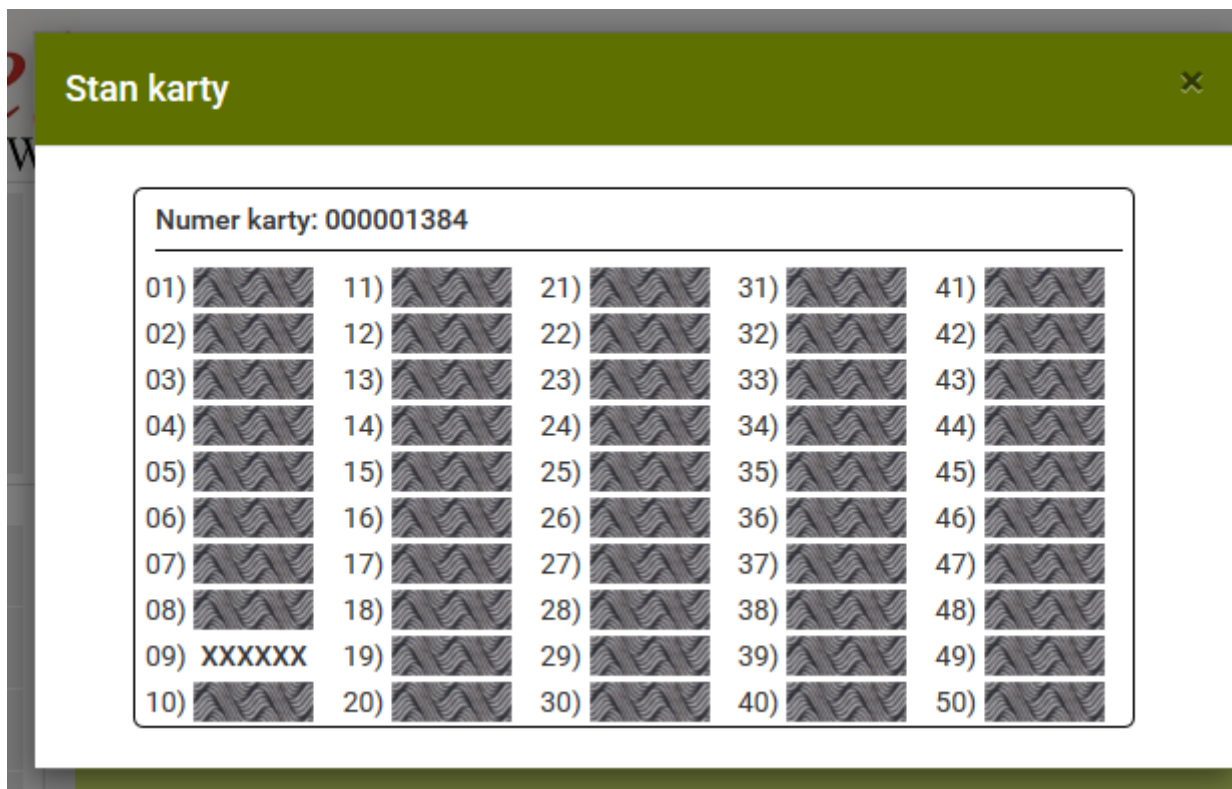 Stan karty
Numer karty: 000001384
01) 11) 21) 31) 41)
02) 12) 22) 32) 42)
03) 13) 23) 33) 43)
04) 14) 24) 34) 44)
05) 15) 25) 35) 45)
06) 16) 26) 36) 46)
07) 17) 27) 37) 47)
08) 18) 28) 38) 48)
09) XXXXXX 19) 29) 39) 49)
10) 20) 30) 40) 50)